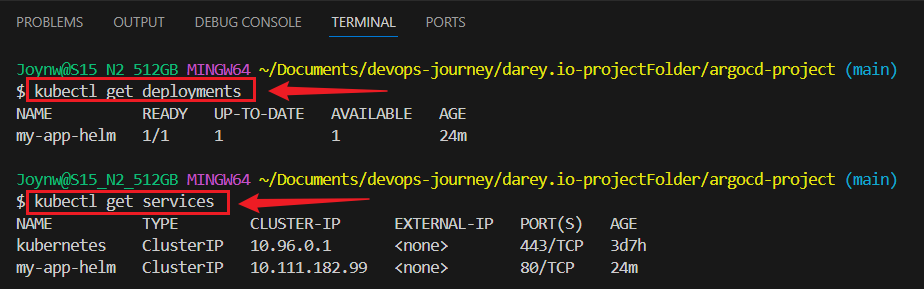 PROBLEMS OUTPUT DEBUG CONSOLE TERMINAL PORTS
Joynw@S15_N2_512GB MINGW64 ~/Documents/devops-journey/darey.io-projectFolder/argocd-project (main)
$ kubectl get deployments
NAME READY UP-TO-DATE AVAILABLE AGE
my-app-helm 1/1 1 1 24m
Joynw@S15_N2_512GB MINGW64 ~/Documents/devops-journey/darey.io-projectFolder/argocd-project (main)
$ kubectl get services
NAME TYPE CLUSTER-IP EXTERNAL-IP PORT(S) AGE
kubernetes ClusterIP 10.96.0.1 <none> 443/TCP 3d7h
my-app-helm ClusterIP 10.111.182.99 <none> 80/TCP 24m